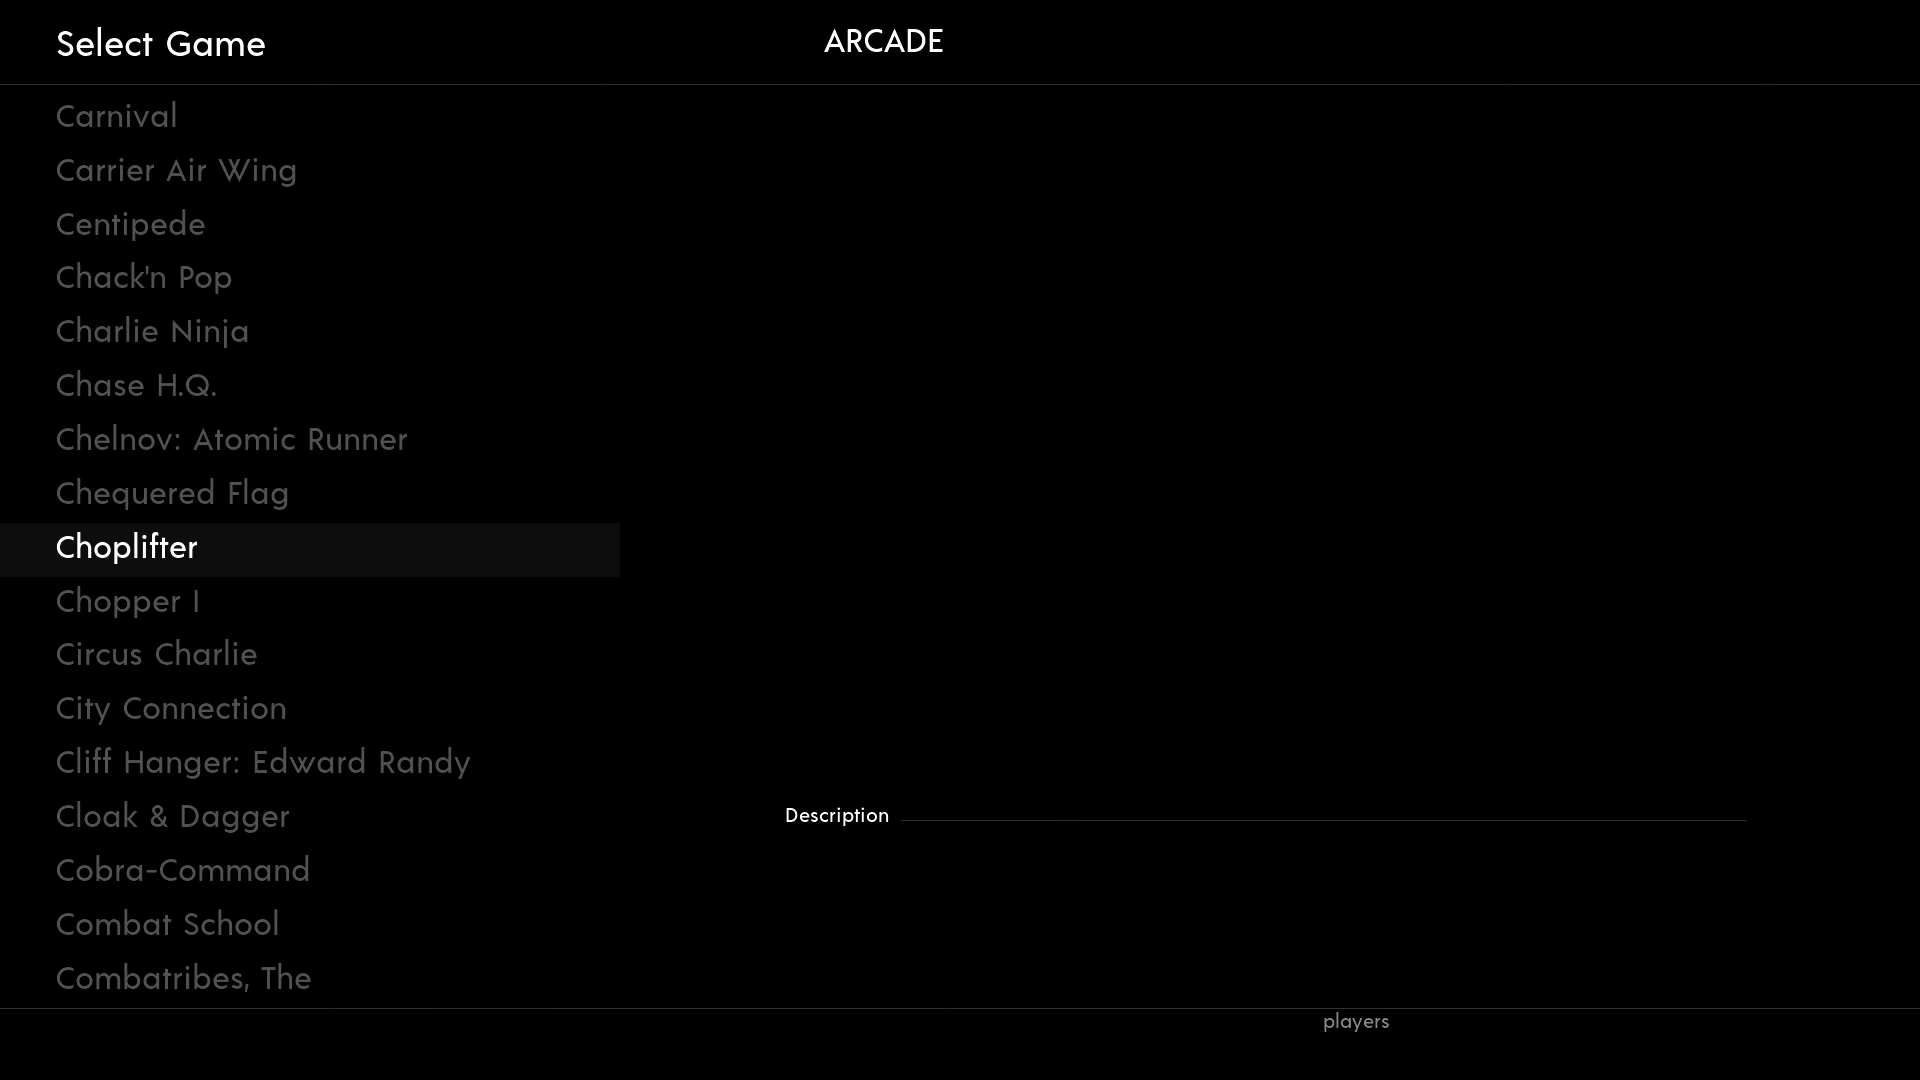 Select Game
ARCADE
Carnival
Carrier Air Wing
Centipede
Chack'n Pop
Charlie Ninja
Chase H.Q.
Chelnov: Atomic Runner
Chequered Flag
Choplifter
Chopper I
Circus Charlie
City Connection
Cliff Hanger: Edward Randy
Cloak & Dagger
Cobra-Command
Combat School
Combatribes, The
Description
players